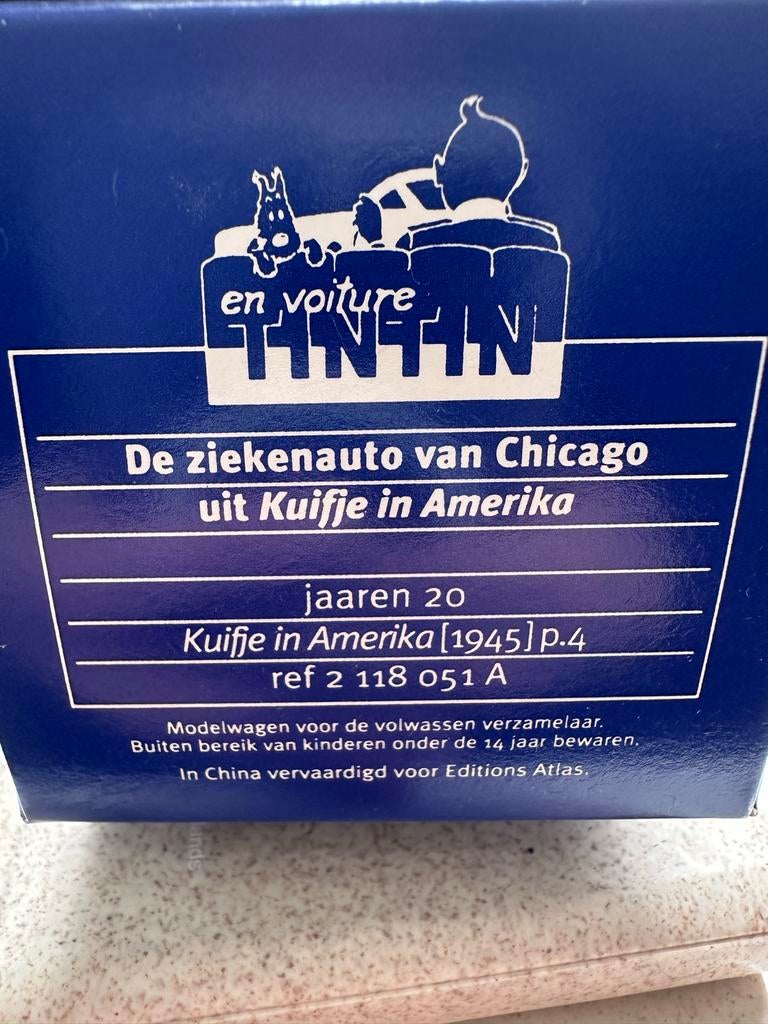 en voiture
TINTIN
De ziekenauto van Chicago
uit Kuifje in Amerika
jaaren 20
Kuifje in Amerika [1945] p.4
ref 2 118 051 A
Modelwagen voor de volwassen verzamelaar.
Buiten bereik van kinderen onder de 14 jaar bewaren.
In China vervaardigd voor Editions Atlas.